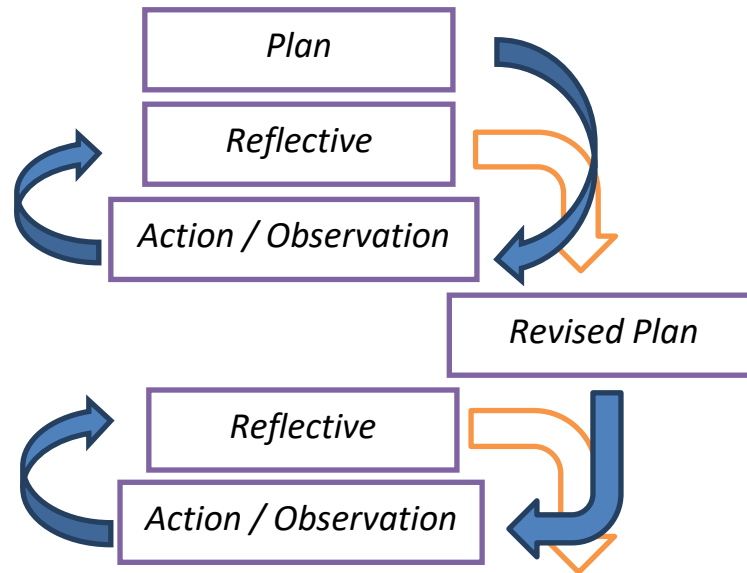 Plan
Reflective
Action / Observation
Revised Plan
Reflective
Action / Observation